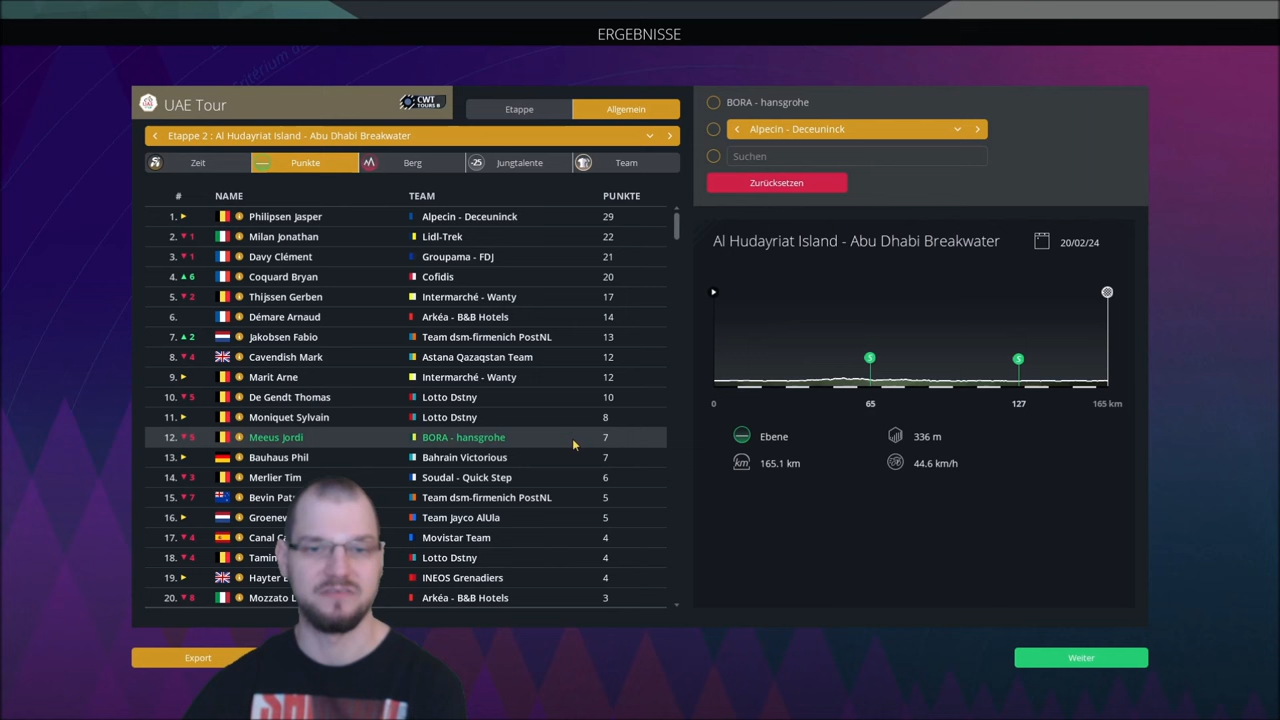 ERGEBNISSE
UAE Tour
CWT
TOURS B
Etappe
Allgemein
Etappe 2 : Al Hudayriat Island - Abu Dhabi Breakwater
Zeit
Punkte
Berg
-25
Jungtalente
Team
# NAME TEAM PUNKTE
1. Philipsen Jasper Alpecin - Deceuninck 29
2. 1 Milan Jonathan Lidl-Trek 22
3. 1 Davy Clément Groupama - FDJ 21
4. 6 Coquard Bryan Cofidis 20
5. 2 Thijssen Gerben Intermarché - Wanty 17
6. Démare Arnaud Arkéa - B&B Hotels 14
7. 2 Jakobsen Fabio Team dsm-firmenich PostNL 13
8. 4 Cavendish Mark Astana Qazaqstan Team 12
9. Marit Arne Intermarché - Wanty 12
10. 5 De Gendt Thomas Lotto Dstny 10
11. Moniquet Sylvain Lotto Dstny 8
12. 5 Meeus Jordi BORA - hansgrohe 7
13. Bauhaus Phil Bahrain Victorious 7
14. 3 Merlier Tim Soudal - Quick Step 6
15. 7 Bevin Team dsm-firmenich PostNL 5
16. Team Jayco AlUla 5
17. 4 Canal Movistar Team 4
18. 4 Lotto Dstny 4
19. Hayter INEOS Grenadiers 4
20. 8 Mozzato Arkéa - B&B Hotels 3
Export
BORA - hansgrohe
Alpecin - Deceuninck
Suchen
Zurücksetzen
Al Hudayriat Island - Abu Dhabi Breakwater
20/02/24
S
S
0 65 127 165 km
Ebene
336 m
km 165.1 km
44.6 km/h
Weiter